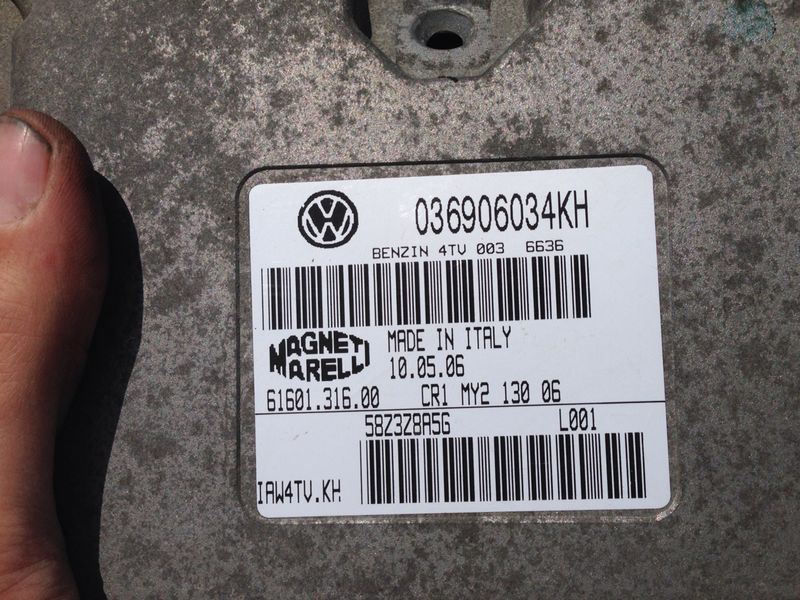 036906034KH
BENZIN 4TV 003 6636
MAGNETI MARELLI
MADE IN ITALY
10.05.06
61601.316.00 CR1 MY2 130 06
58Z3Z8A5G L001
IAW4TV.KH